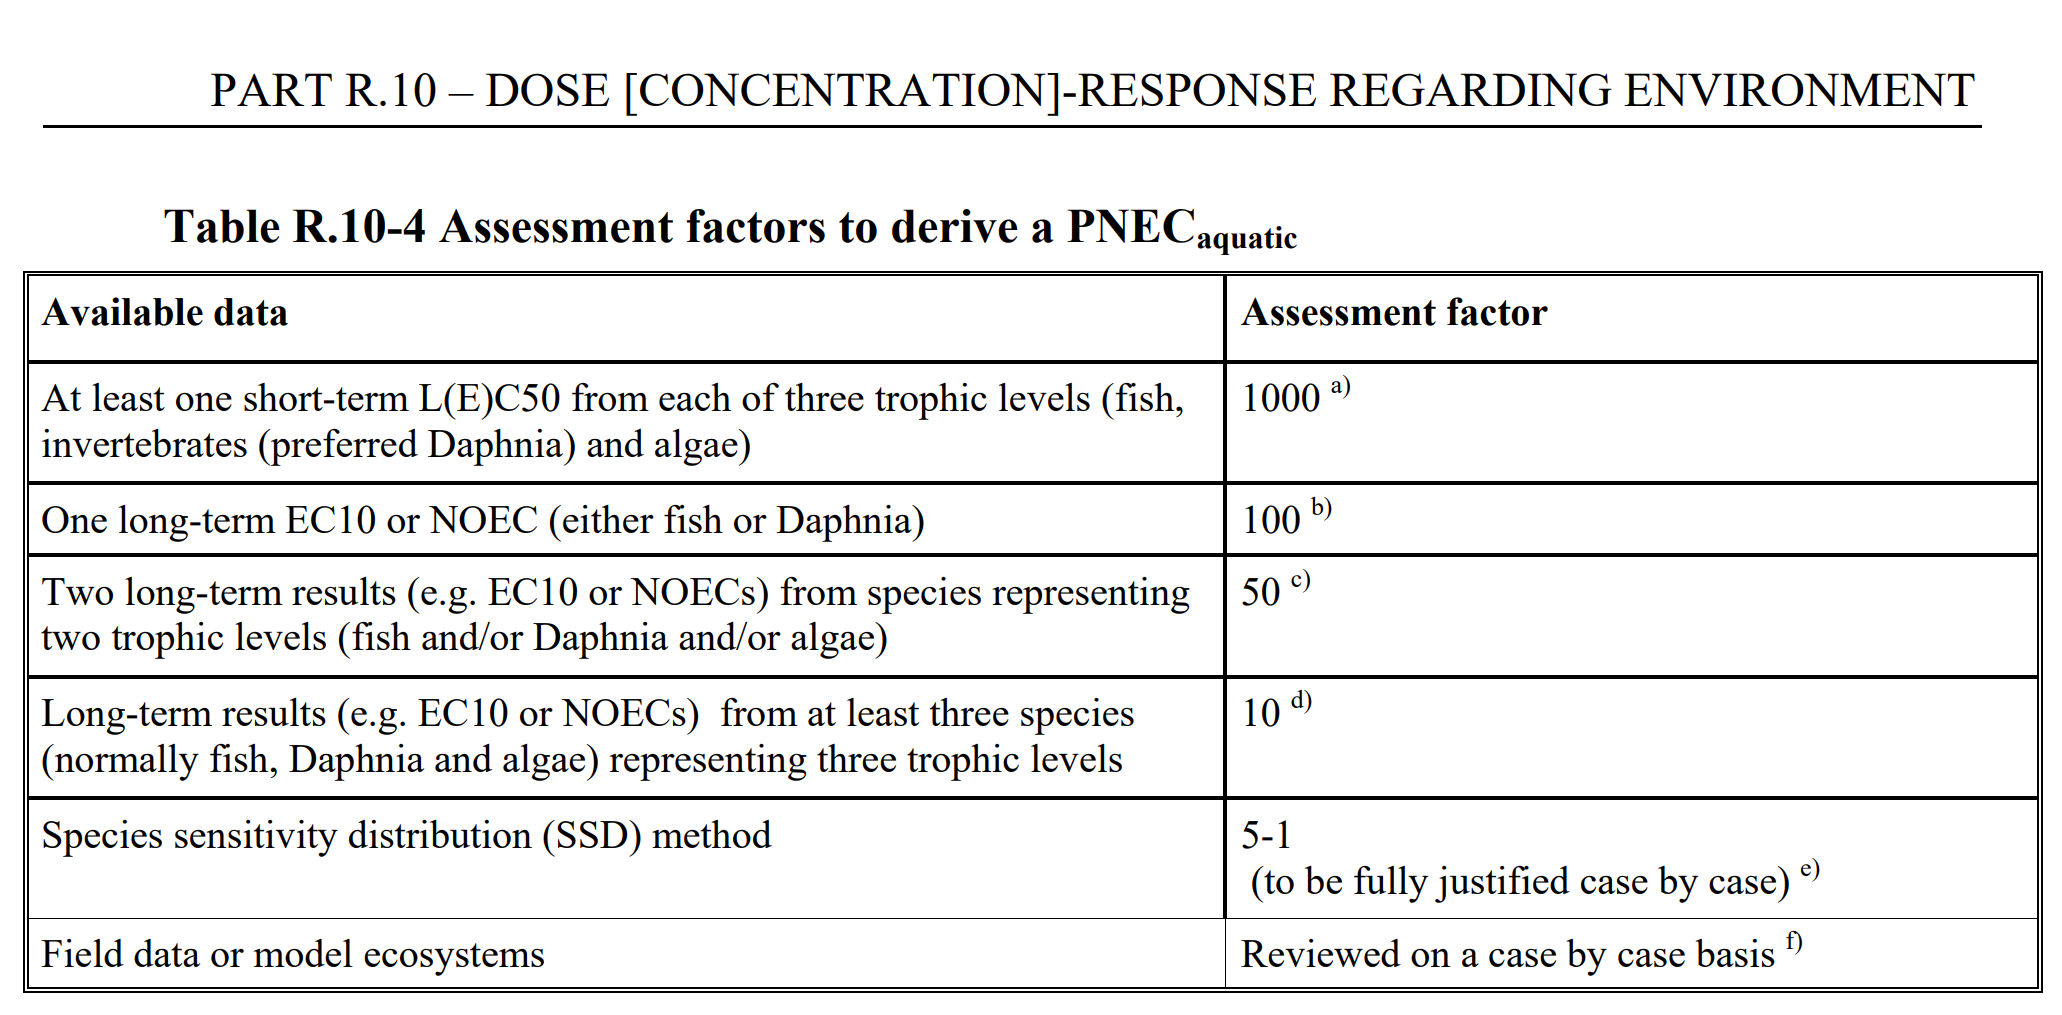 PART R.10 – DOSE [CONCENTRATION]-RESPONSE REGARDING ENVIRONMENT
Table R.10-4 Assessment factors to derive a PNECaquatic
Available data
Assessment factor
At least one short-term L(E)C50 from each of three trophic levels (fish,
invertebrates (preferred Daphnia) and algae)
1000 a)
One long-term EC10 or NOEC (either fish or Daphnia)
100 b)
Two long-term results (e.g. EC10 or NOECs) from species representing
two trophic levels (fish and/or Daphnia and/or algae)
50 c)
Long-term results (e.g. EC10 or NOECs)  from at least three species
(normally fish, Daphnia and algae) representing three trophic levels
10 d)
Species sensitivity distribution (SSD) method
5-1
(to be fully justified case by case) e)
Field data or model ecosystems
Reviewed on a case by case basis f)